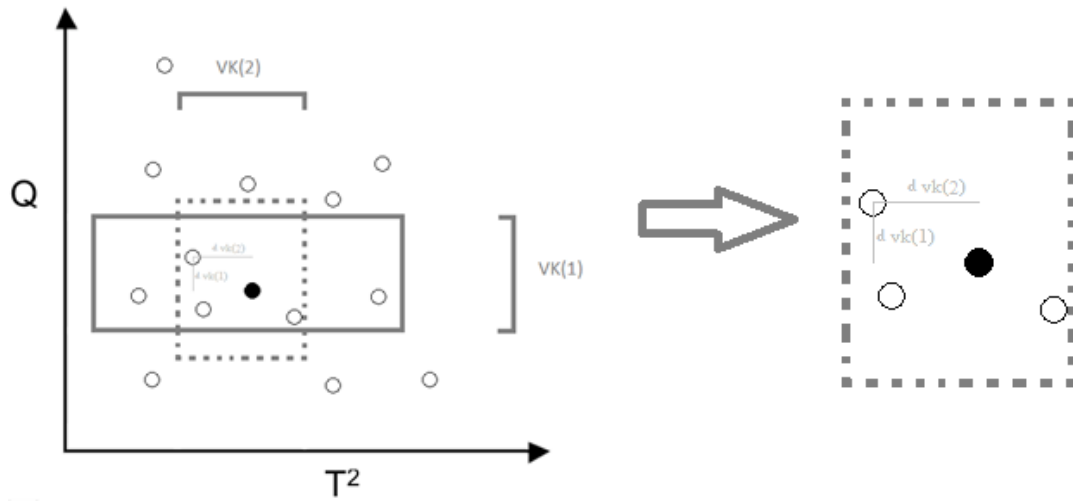 VK(2)
Q
d vk(2)
d vk(1)
VK(1)
T²
d vk(2)
d vk(1)